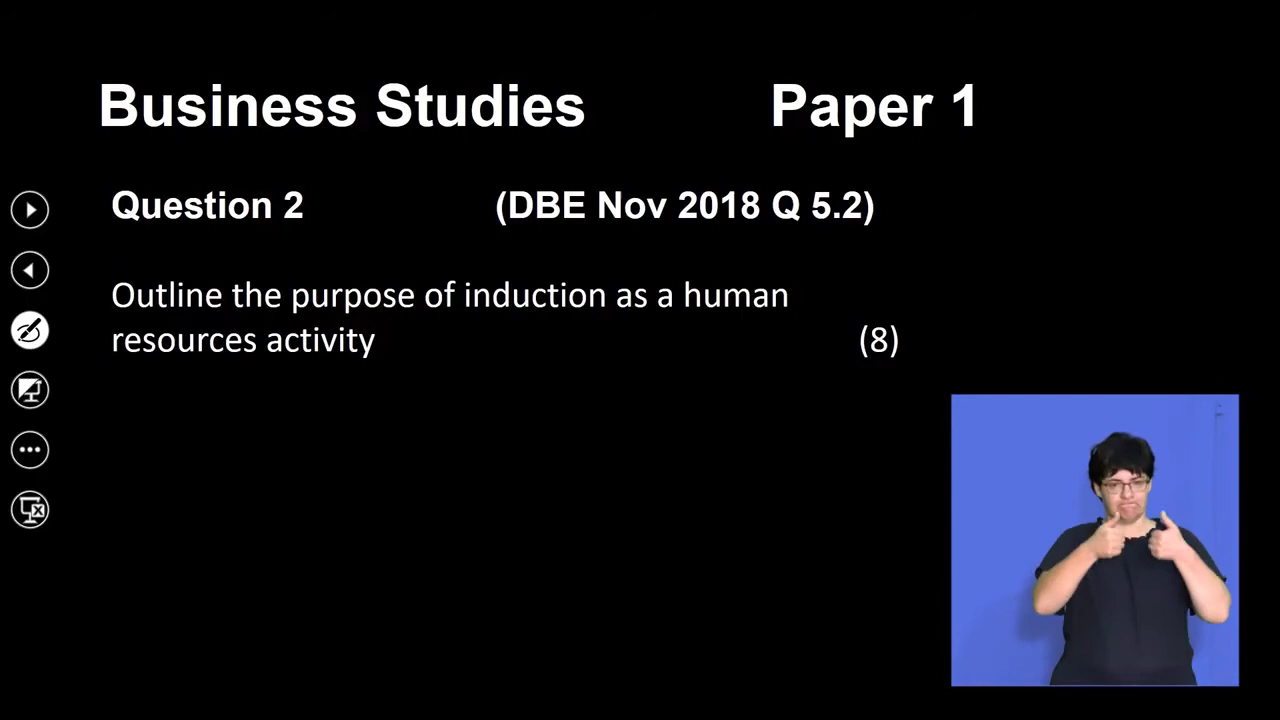 Business Studies Paper 1
Question 2 (DBE Nov 2018 Q 5.2)
Outline the purpose of induction as a human
resources activity (8)